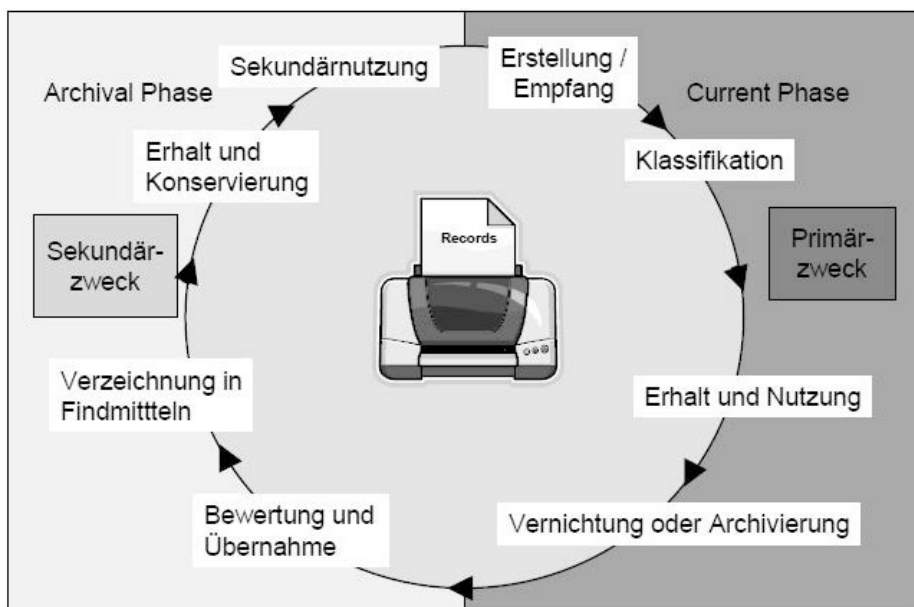 Sekundärnutzung
Erstellung /
Empfang
Archival Phase
Current Phase
Erhalt und
Konservierung
Klassifikation
Records
Sekundär-
zweck
Primär-
zweck
Verzeichnung in
Findmittteln
Erhalt und Nutzung
Bewertung und
Übernahme
Vernichtung oder Archivierung